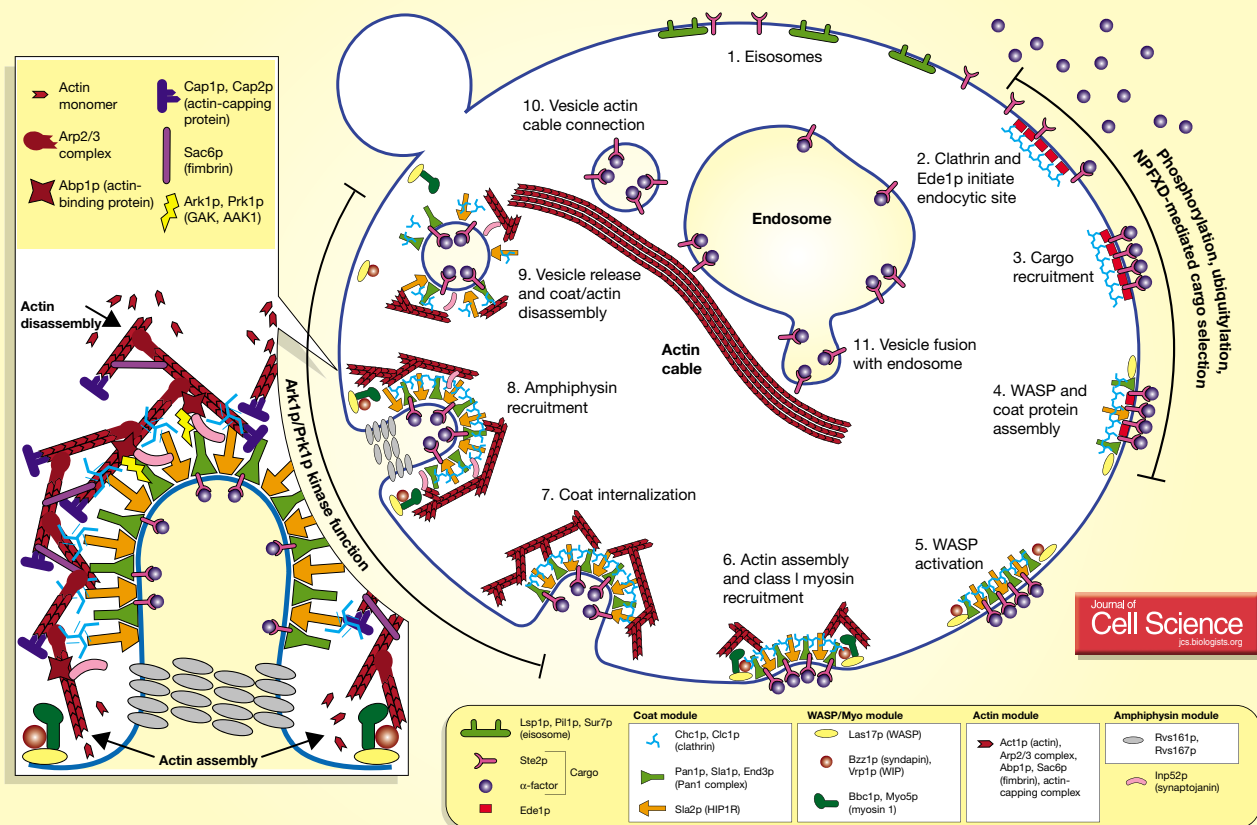 Actin
monomer
Arp2/3
complex
Abp1p (actin-
binding protein)
Cap1p, Cap2p
(actin-capping
protein)
Sac6p
(fimbrin)
Ark1p, Prk1p
(GAK, AAK1)
Actin
disassembly
Actin assembly
Ark1p/Prk1p kinase function
1. Eisosomes
2. Clathrin and
Ede1p initiate
endocytic site
3. Cargo
recruitment
4. WASP and
coat protein
assembly
Phosphorylation, ubiquitylation,
NPFXD-mediated cargo selection
5. WASP
activation
6. Actin assembly
and class I myosin
recruitment
7. Coat internalization
8. Amphiphysin
recruitment
9. Vesicle release
and coat/actin
disassembly
10. Vesicle actin
cable connection
Endosome
Actin
cable
11. Vesicle fusion
with endosome
Journal of
Cell Science
jcs.biologists.org
Lsp1p, Pil1p, Sur7p
(eisosome)
Ste2p
α-factor
Cargo
Ede1p
Coat module
Chc1p, Clc1p
(clathrin)
Pan1p, Sla1p, End3p
(Pan1 complex)
Sla2p (HIP1R)
WASP/Myo module
Las17p (WASP)
Bzz1p (syndapin),
Vrp1p (WIP)
Bbc1p, Myo5p
(myosin 1)
Actin module
Act1p (actin),
Arp2/3 complex,
Abp1p, Sac6p
(fimbrin), actin-
capping complex
Amphiphysin module
Rvs161p,
Rvs167p
Inp52p
(synaptojanin)